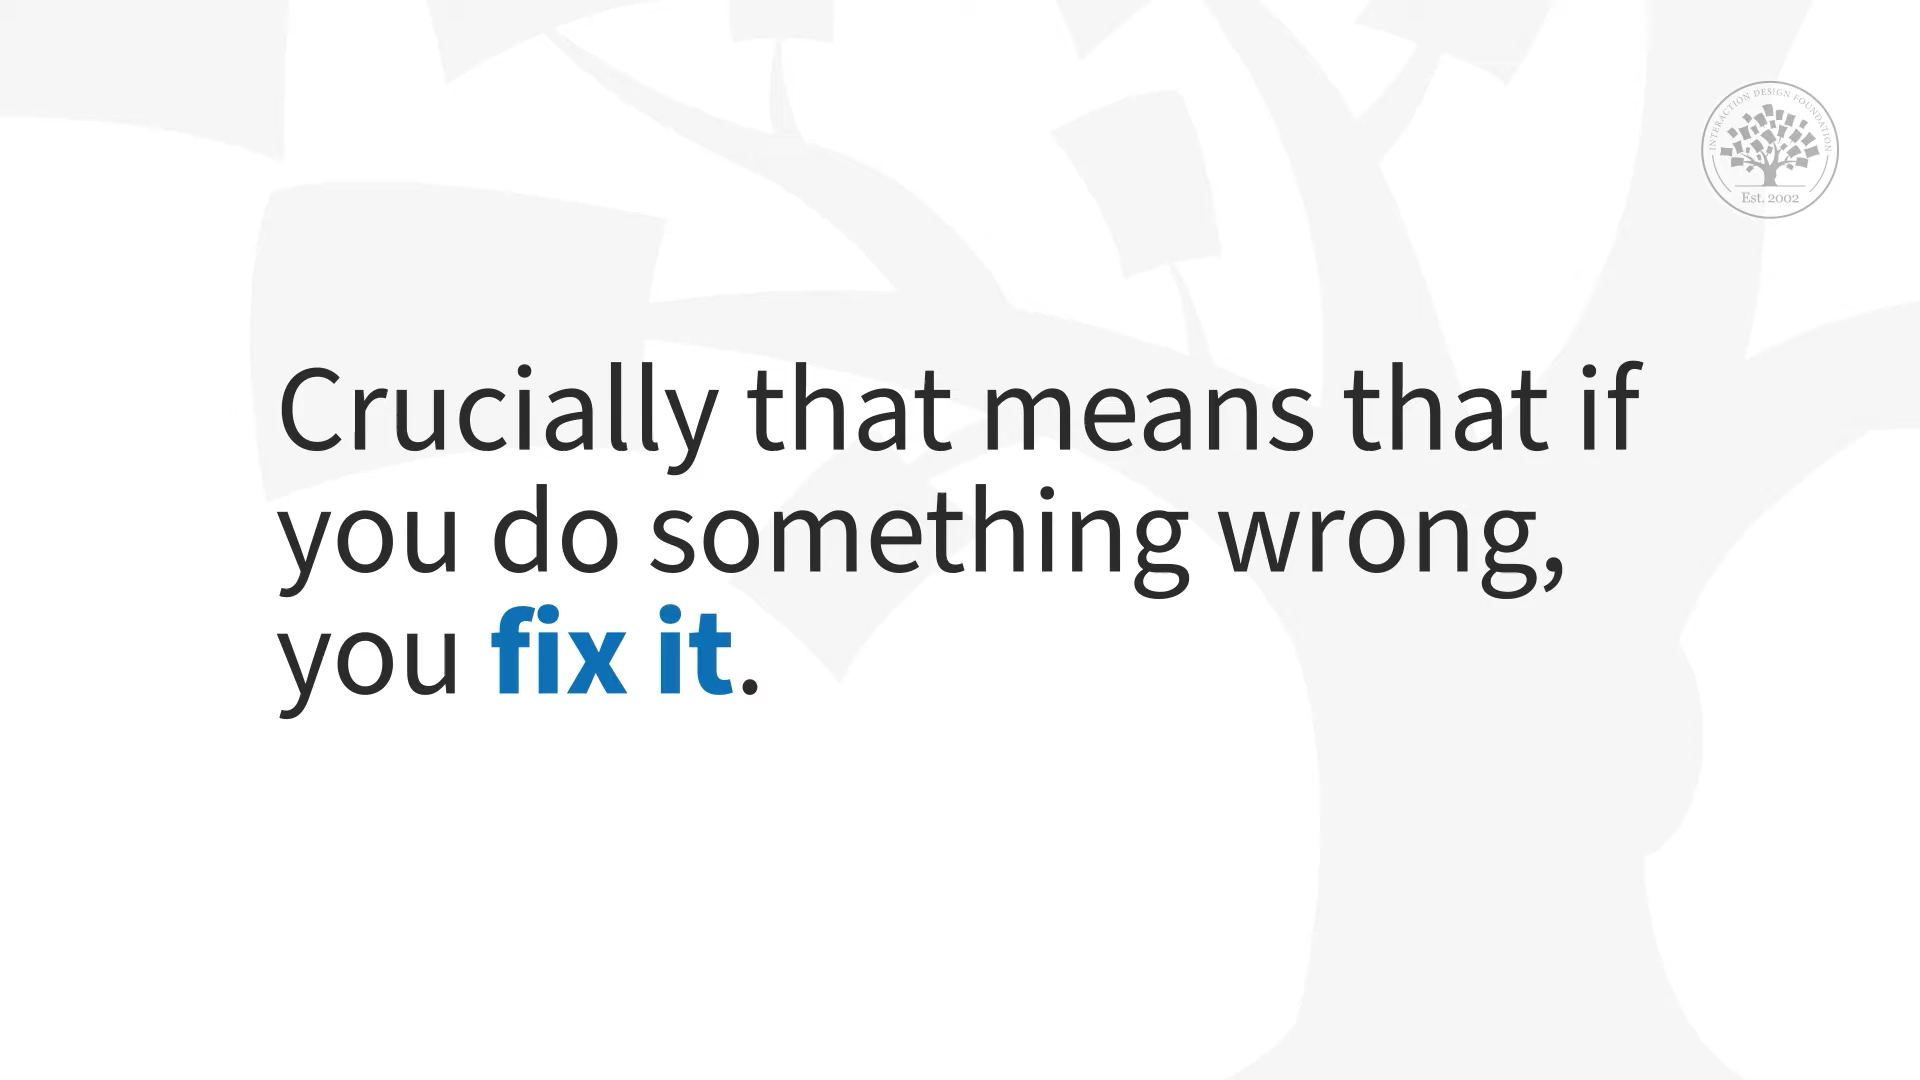 INTERACTION DESIGN FOUNDATION
Est. 2002
Crucially that means that if
you do something wrong,
you fix it.